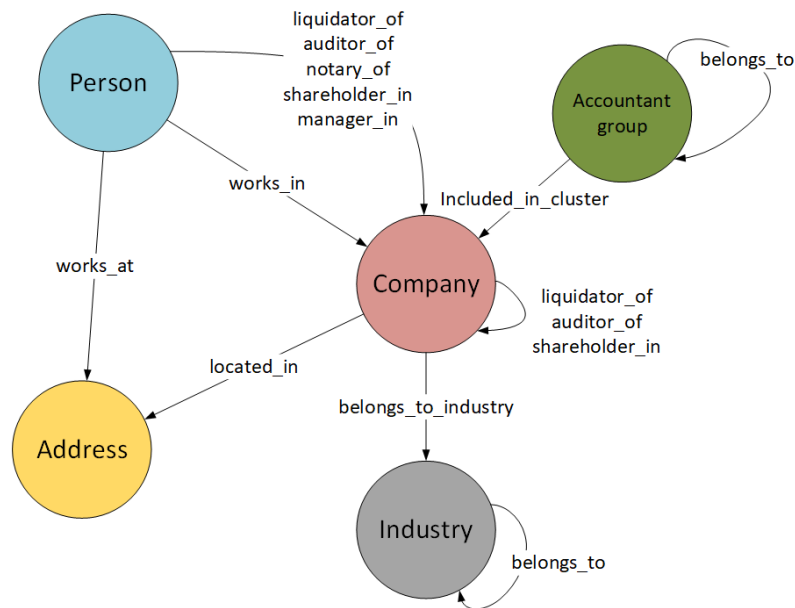 Person
liquidator_of
auditor_of
notary_of
shareholder_in
manager_in
belongs_to
Accountant
group
works_in
Included_in_cluster
works_at
Company
liquidator_of
auditor_of
shareholder_in
located_in
belongs_to_industry
Address
Industry
belongs_to